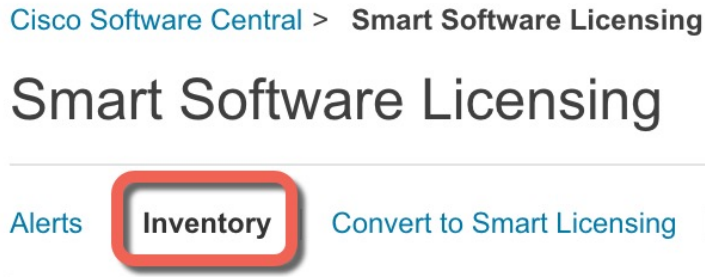 Cisco Software Central > Smart Software Licensing
Smart Software Licensing
Alerts Inventory Convert to Smart Licensing